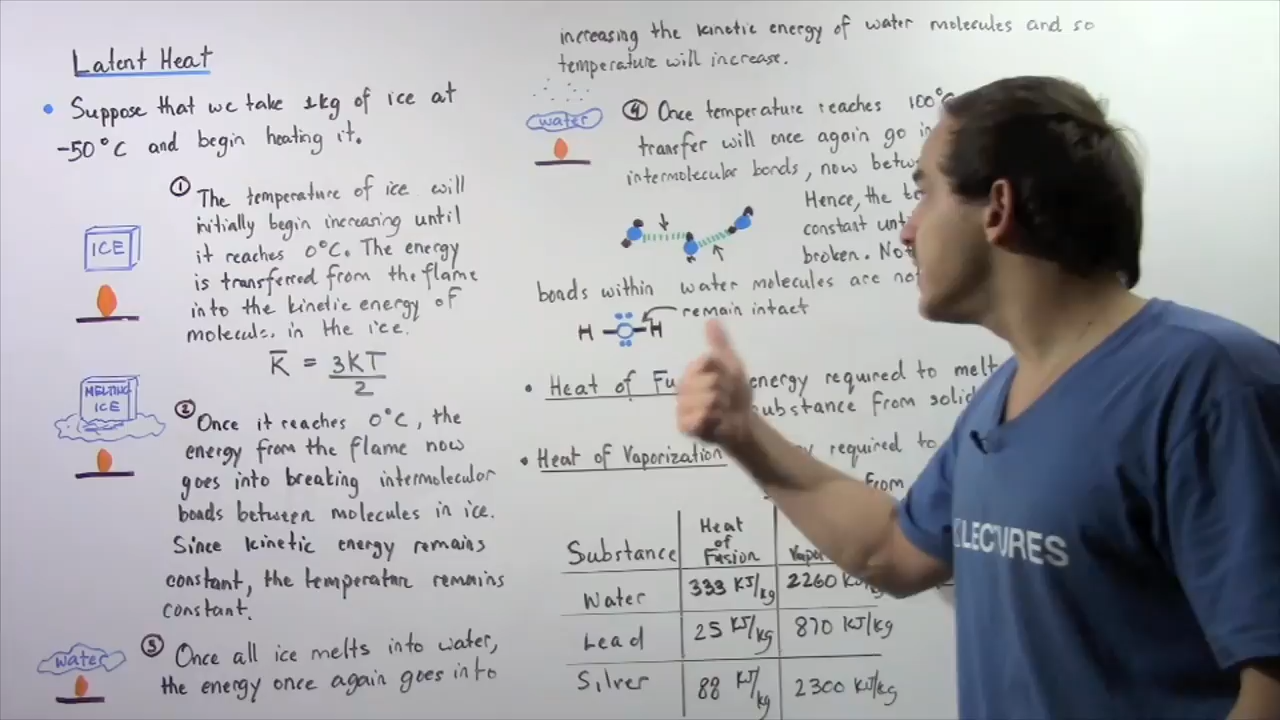 Latent Heat
Suppose that we take 1kg of ice at
-50°C and begin heating it.
① The temperature of ice will
initially begin increasing until
it reaches 0°C. The energy
is transferred from the flame
into the kinetic energy of
molecules in the ice.
K̅ = 3KT
2
ICE
MELTING
ICE
② Once it reaches 0°C, the
energy from the flame now
goes into breaking intermolecular
bonds between molecules in ice.
Since kinetic energy remains
constant, the temperature remains
constant.
water
③ Once all ice melts into water,
the energy once again goes into
increasing the kinetic energy of water molecules and so
temperature will increase.
water
④ Once temperature reaches 100°C
transfer will once again go in
intermolecular bonds, now betw
Hence, the te
constant unt
broken. Not
bonds within water molecules are not
remain intact
H O H
Heat of Fu energy required to melt
substance from solid
Heat of Vaporization required to
From
Substance Heat of Fusion Vapor
Water 333 KJ/kg 2260 KJ/kg
Lead 25 KJ/kg 870 KJ/kg
Silver 88 KJ/kg 2300 KJ/kg
LECTURES